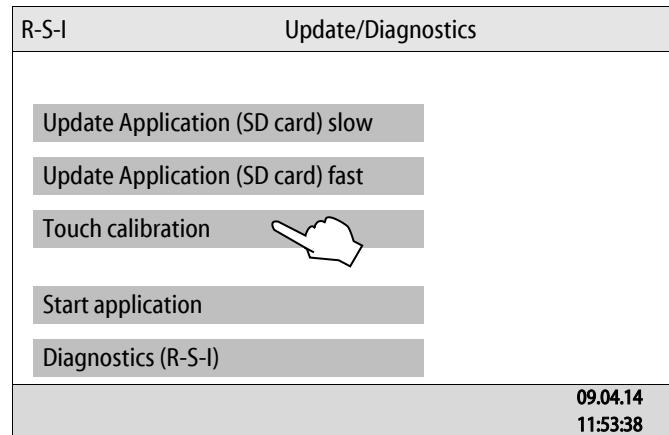 R-S-I Update/Diagnostics
Update Application (SD card) slow
Update Application (SD card) fast
Touch calibration
Start application
Diagnostics (R-S-I)
09.04.14
11:53:38